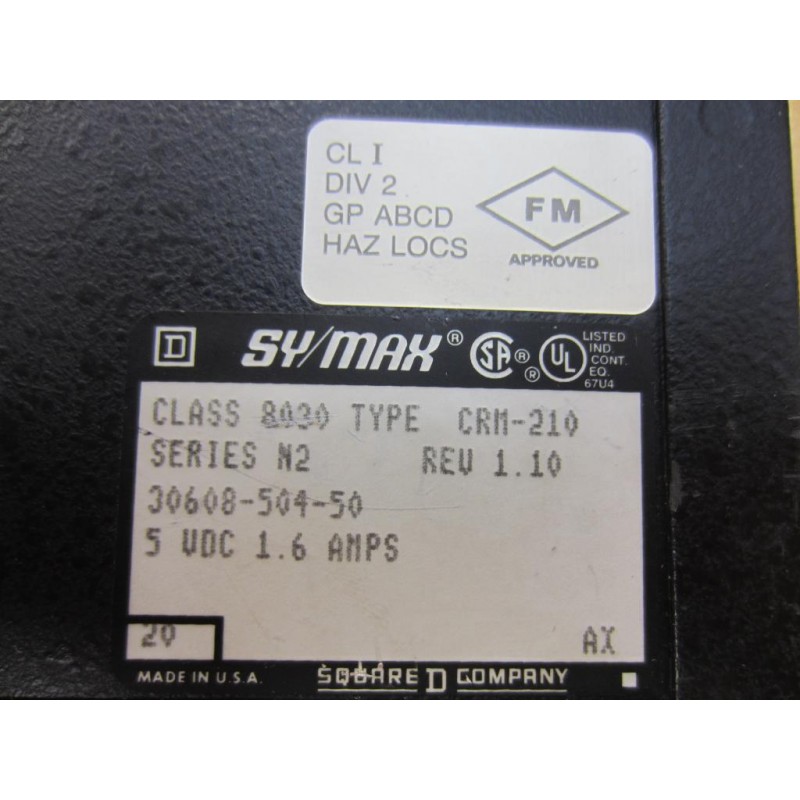 CL I
DIV 2
GP ABCD
HAZ LOCS
FM
APPROVED
D
SY/MAX®
SA ®
®
UL
LISTED
IND.
CONT.
EQ.
67U4
CLASS 8030 TYPE CRM-210
SERIES N2 REV 1.10
30608-504-50
5 VDC 1.6 AMPS
20
AX
MADE IN U.S.A.
SQUARE D COMPANY